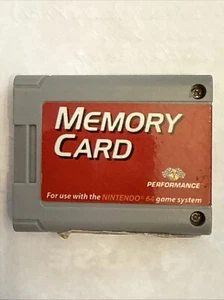 MEMORY
CARD
PERFORMANCE
For use with the NINTENDO® 64 game system